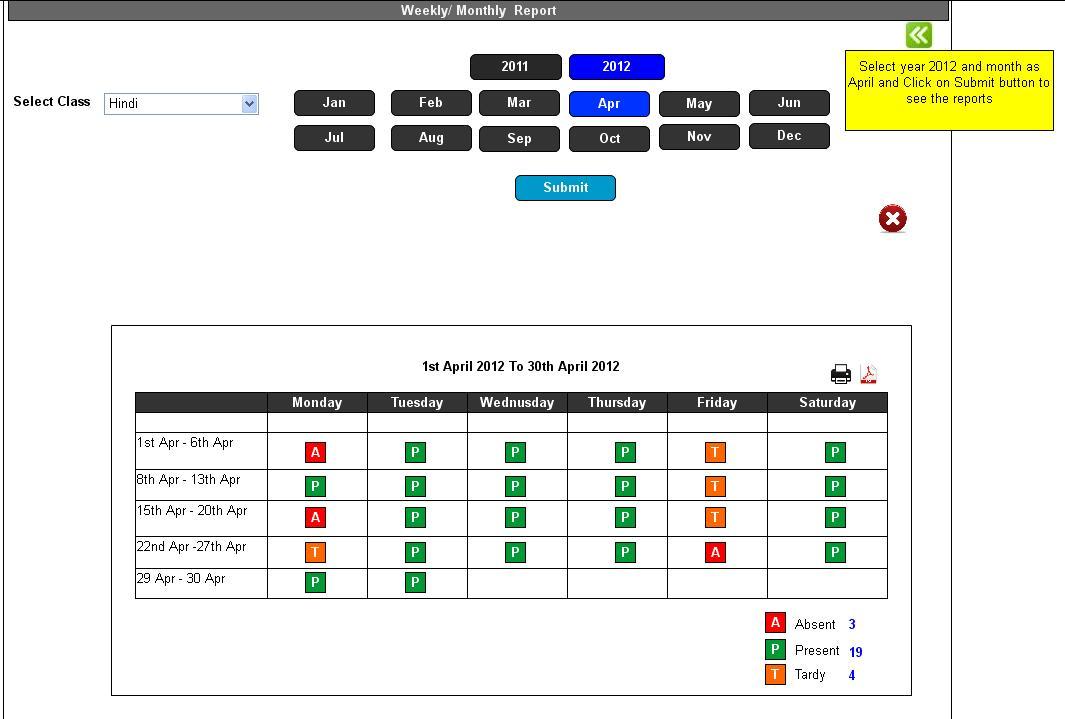 Weekly/ Monthly Report
2011 2012
Select year 2012 and month as
April and Click on Submit button to
see the reports
Select Class Hindi
Jan Feb Mar Apr May Jun
Jul Aug Sep Oct Nov Dec
Submit
1st April 2012 To 30th April 2012
Monday Tuesday Wednusday Thursday Friday Saturday
1st Apr - 6th Apr A P P P T P
8th Apr - 13th Apr P P P P T P
15th Apr - 20th Apr A P P P T P
22nd Apr -27th Apr T P P P A P
29 Apr - 30 Apr P P
A Absent 3
P Present 19
T Tardy 4